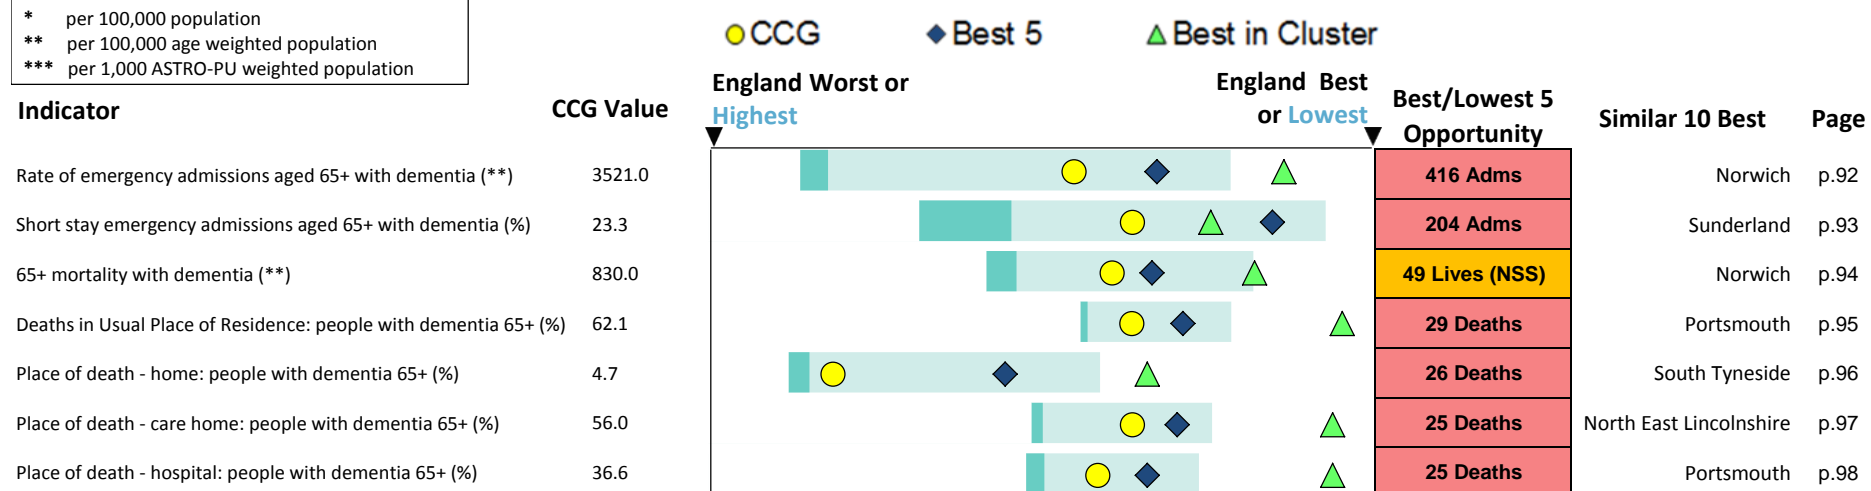 * per 100,000 population
** per 100,000 age weighted population
*** per 1,000 ASTRO-PU weighted population
CCG Best 5 Best in Cluster
Indicator CCG Value England Worst or Highest England Best or Lowest Best/Lowest 5 Opportunity Similar 10 Best Page
Rate of emergency admissions aged 65+ with dementia (**) 3521.0 416 Adms Norwich p.92
Short stay emergency admissions aged 65+ with dementia (%) 23.3 204 Adms Sunderland p.93
65+ mortality with dementia (**) 830.0 49 Lives (NSS) Norwich p.94
Deaths in Usual Place of Residence: people with dementia 65+ (%) 62.1 29 Deaths Portsmouth p.95
Place of death - home: people with dementia 65+ (%) 4.7 26 Deaths South Tyneside p.96
Place of death - care home: people with dementia 65+ (%) 56.0 25 Deaths North East Lincolnshire p.97
Place of death - hospital: people with dementia 65+ (%) 36.6 25 Deaths Portsmouth p.98